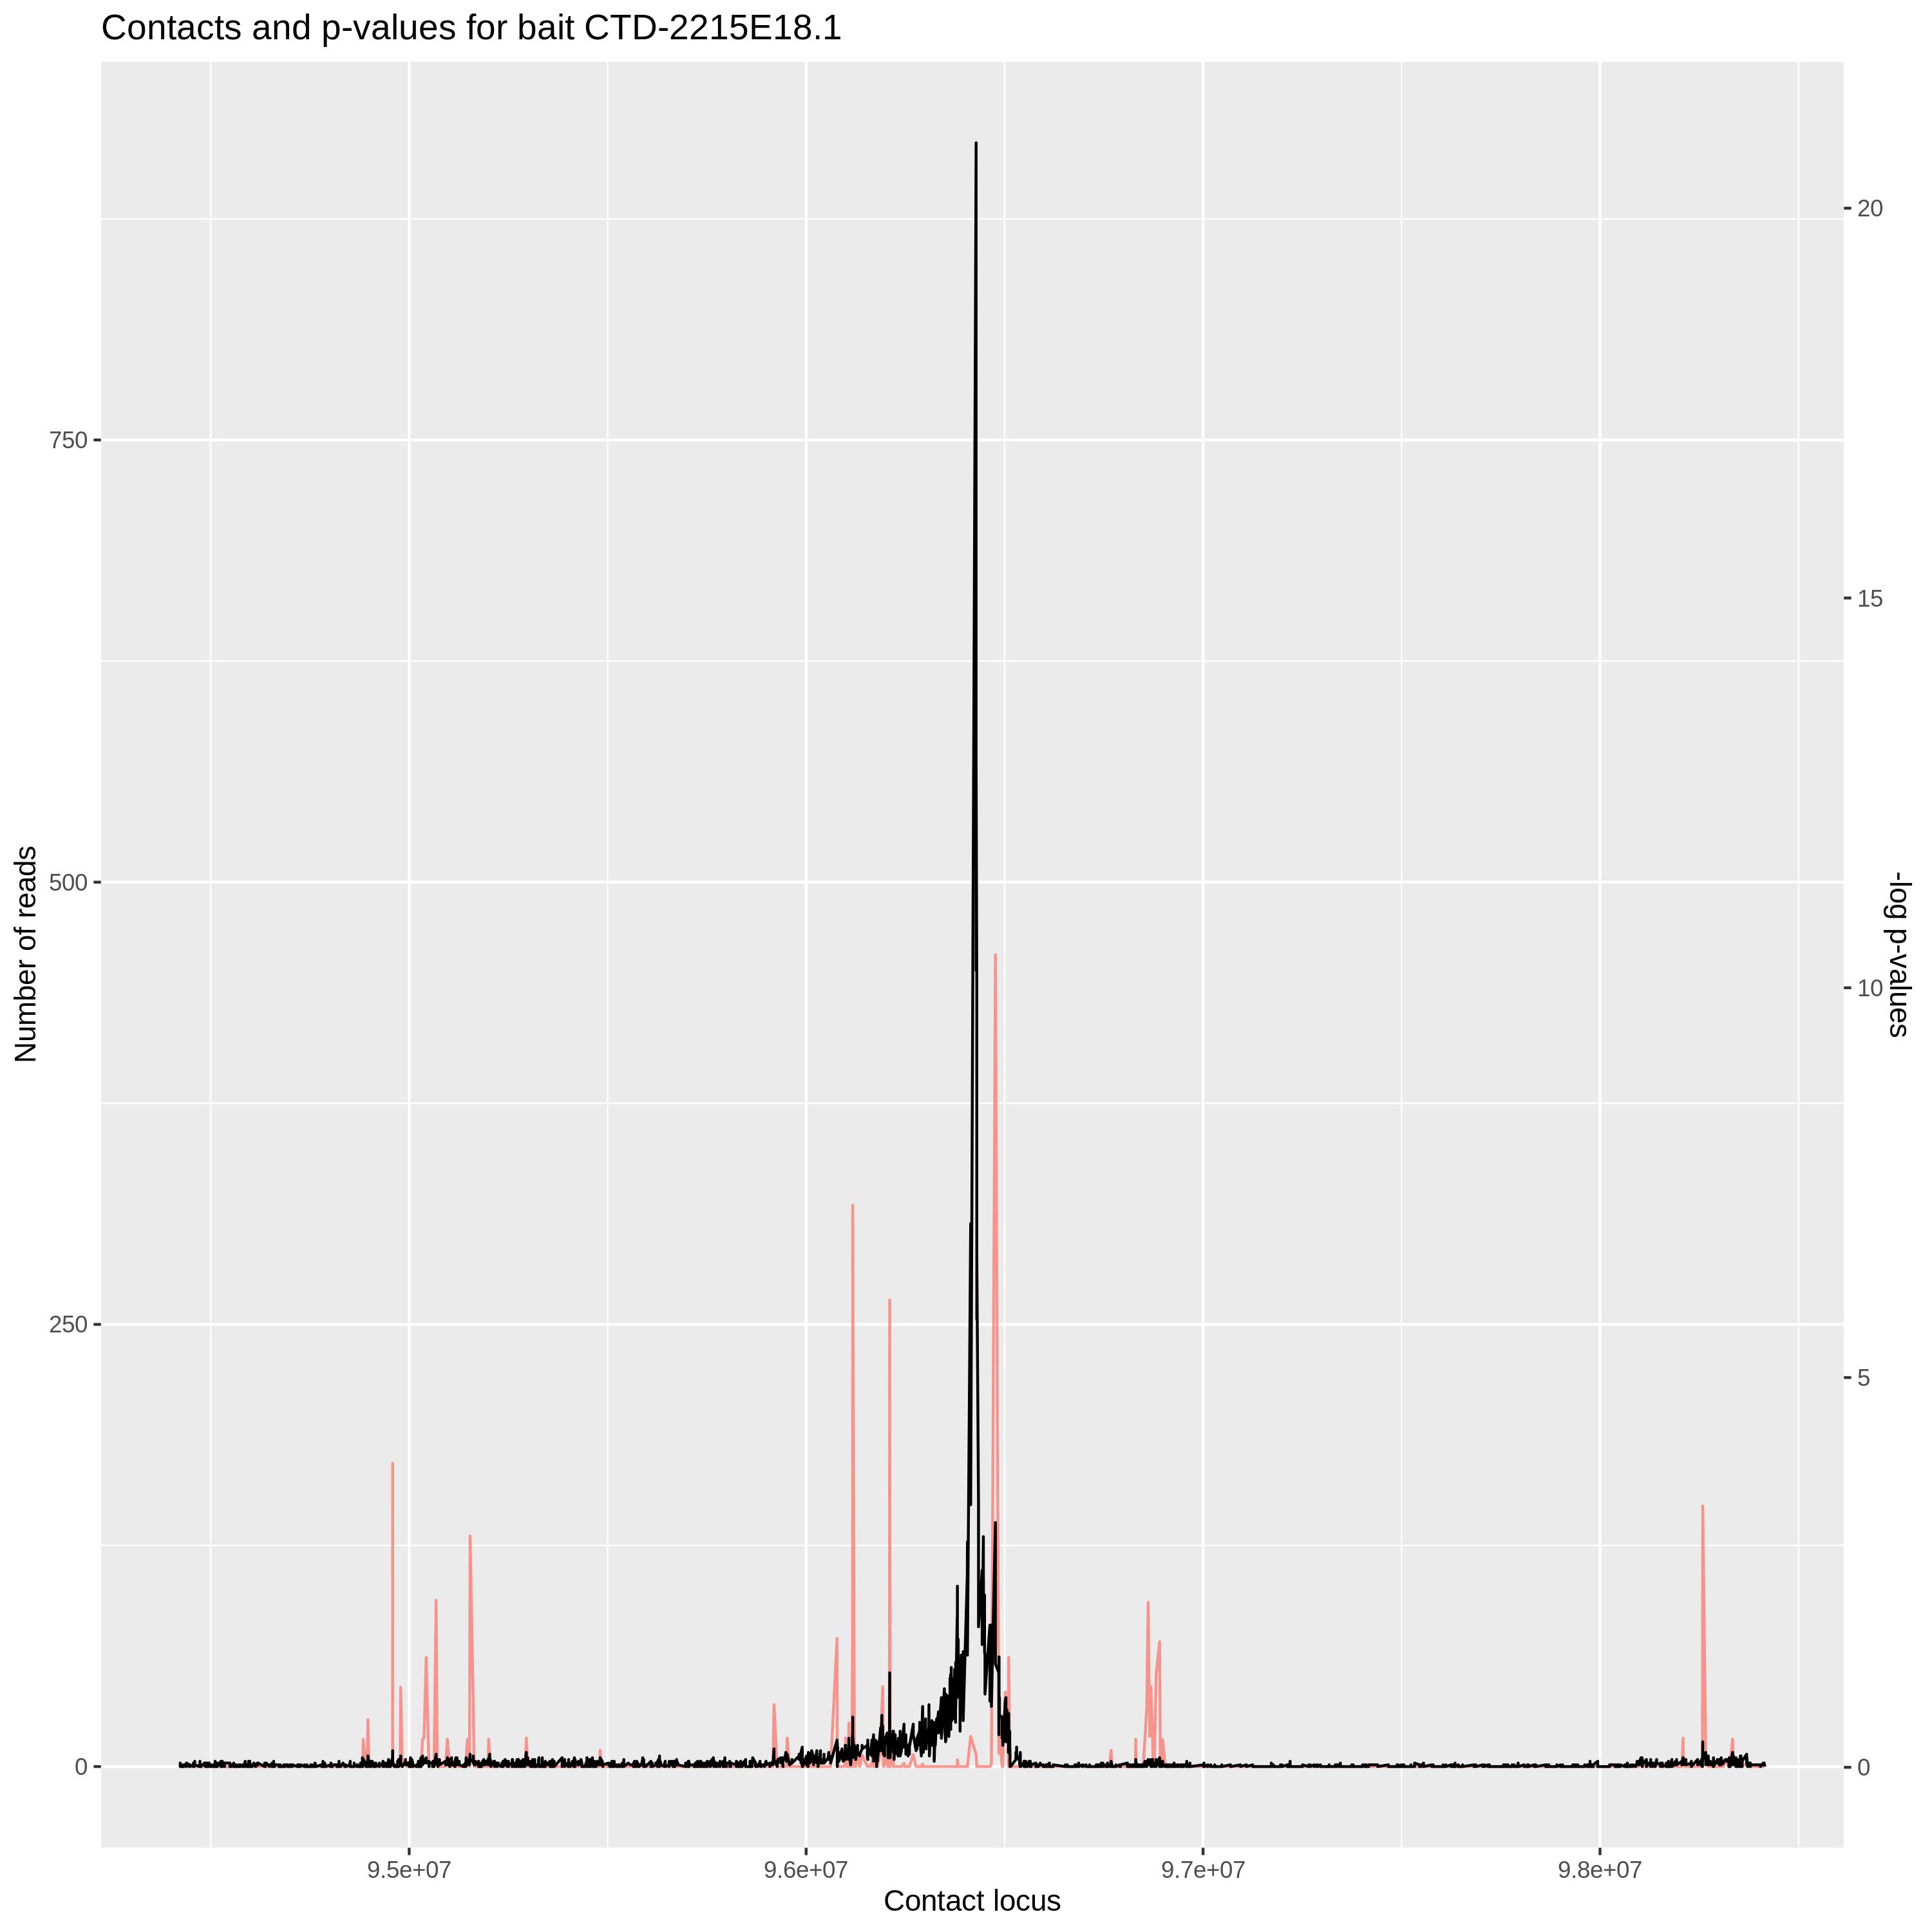 Contacts and p-values for bait CTD-2215E18.1
Number of reads
750
500
250
0
20
15
10
5
0
-log p-values
9.5e+07 9.6e+07 9.7e+07 9.8e+07
Contact locus